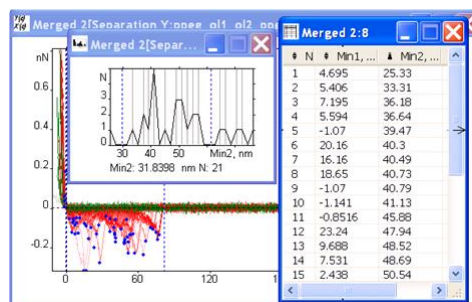 Merged 2[Separation Y:ppeg_ol1_ol2_ppe
nN
0.6
0.4
0.2
0
-0.2
0
60
120
Merged 2[Separ...
N
3
2
1
0
30
40
50
Min2, nm
Min2: 31.8398 nm N: 21
Merged 2:8
N Min1, ... Min2, ...
1 4.695 25.33
2 5.406 33.31
3 7.195 36.18
4 5.594 36.64
5 -1.07 39.47
6 20.16 40.3
7 16.16 40.49
8 18.65 40.73
9 -1.07 40.79
10 -1.141 41.13
11 -0.8516 45.88
12 23.24 47.94
13 9.688 48.52
14 7.531 48.69
15 2.438 50.54